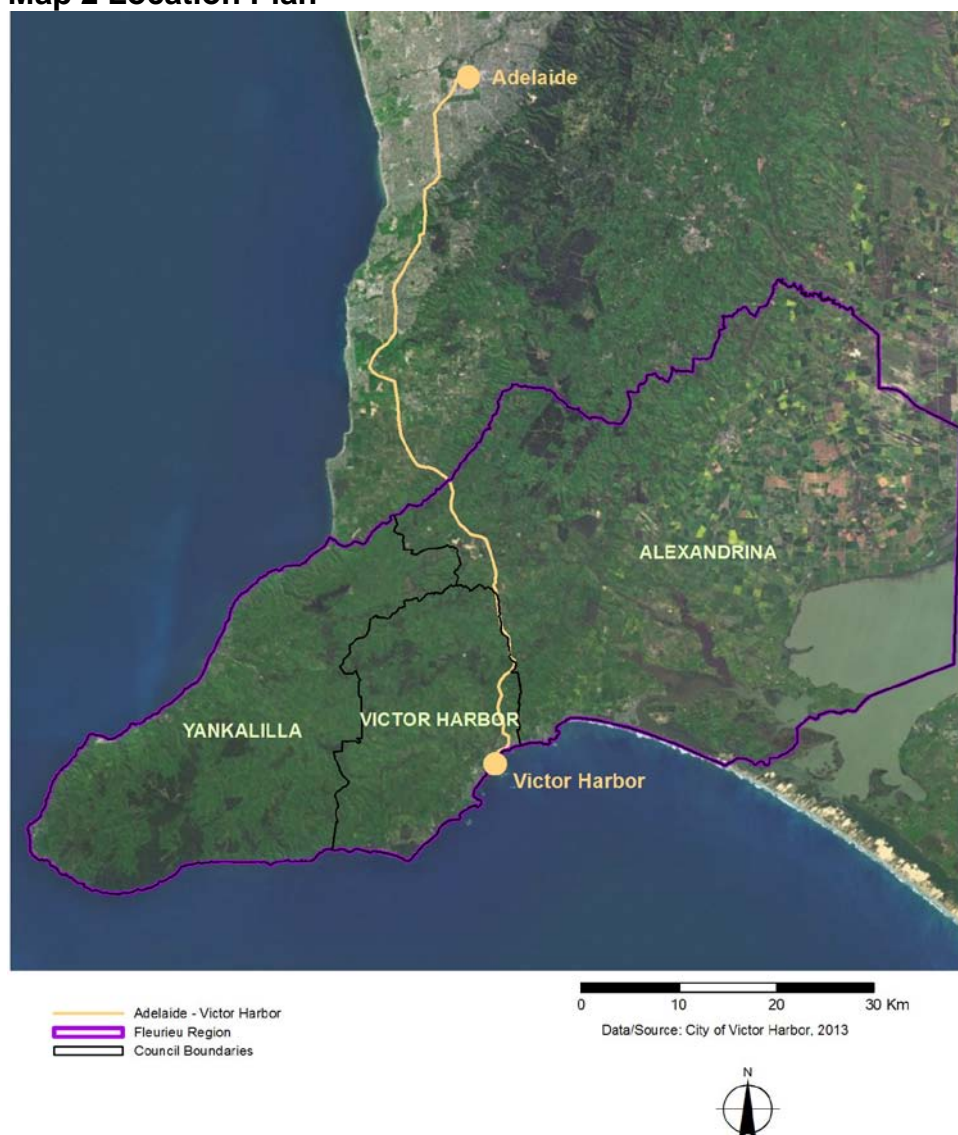 Map 2 Location Plan
Adelaide
ALEXANDRINA
YANKALILLA
VICTOR HARBOR
Victor Harbor
Adelaide - Victor Harbor
Fleurieu Region
Council Boundaries
0 10 20 30 Km
Data/Source: City of Victor Harbor, 2013
N